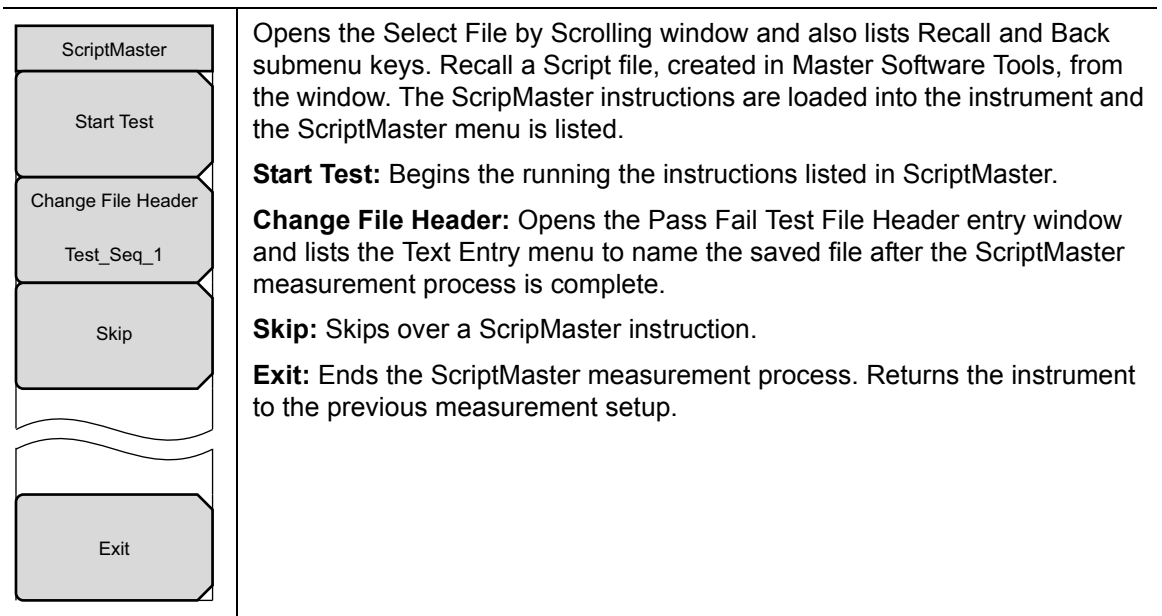 ScriptMaster
Start Test
Change File Header
Test_Seq_1
Skip
Exit
Opens the Select File by Scrolling window and also lists Recall and Back
submenu keys. Recall a Script file, created in Master Software Tools, from
the window. The ScripMaster instructions are loaded into the instrument and
the ScriptMaster menu is listed.
Start Test: Begins the running the instructions listed in ScriptMaster.
Change File Header: Opens the Pass Fail Test File Header entry window
and lists the Text Entry menu to name the saved file after the ScriptMaster
measurement process is complete.
Skip: Skips over a ScripMaster instruction.
Exit: Ends the ScriptMaster measurement process. Returns the instrument
to the previous measurement setup.